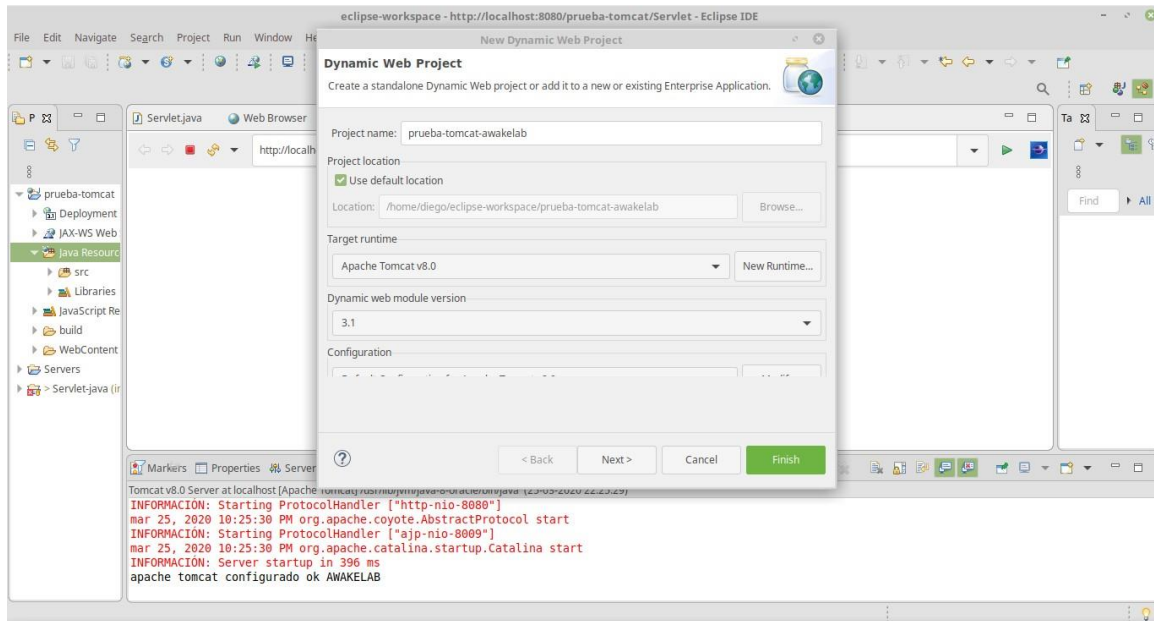 eclipse-workspace - http://localhost:8080/prueba-tomcat/Servlet - Eclipse IDE
File Edit Navigate Search Project Run Window He
New Dynamic Web Project
Dynamic Web Project
Create a standalone Dynamic Web project or add it to a new or existing Enterprise Application.
P
Servlet.java Web Browser
Ta
Project name: prueba-tomcat-awakelab
http://localh
Project location
Use default location
Location: /home/diego/eclipse-workspace/prueba-tomcat-awakelab Browse...
Find All
prueba-tomcat
Deployment
JAX-WS Web
Java Resourc
src
Libraries
JavaScript Re
build
WebContent
Servers
> Servlet-java (ir
Target runtime
Apache Tomcat v8.0 New Runtime...
Dynamic web module version
3.1
Configuration
? < Back Next > Cancel Finish
Markers Properties Server
Tomcat v8.0 Server at localhost [Apache
INFORMACIÓN: Starting ProtocolHandler ["http-nio-8080"]
mar 25, 2020 10:25:30 PM org.apache.coyote.AbstractProtocol start
INFORMACIÓN: Starting ProtocolHandler ["ajp-nio-8009"]
mar 25, 2020 10:25:30 PM org.apache.catalina.startup.Catalina start
INFORMACIÓN: Server startup in 396 ms
apache tomcat configurado ok AWAKELAB